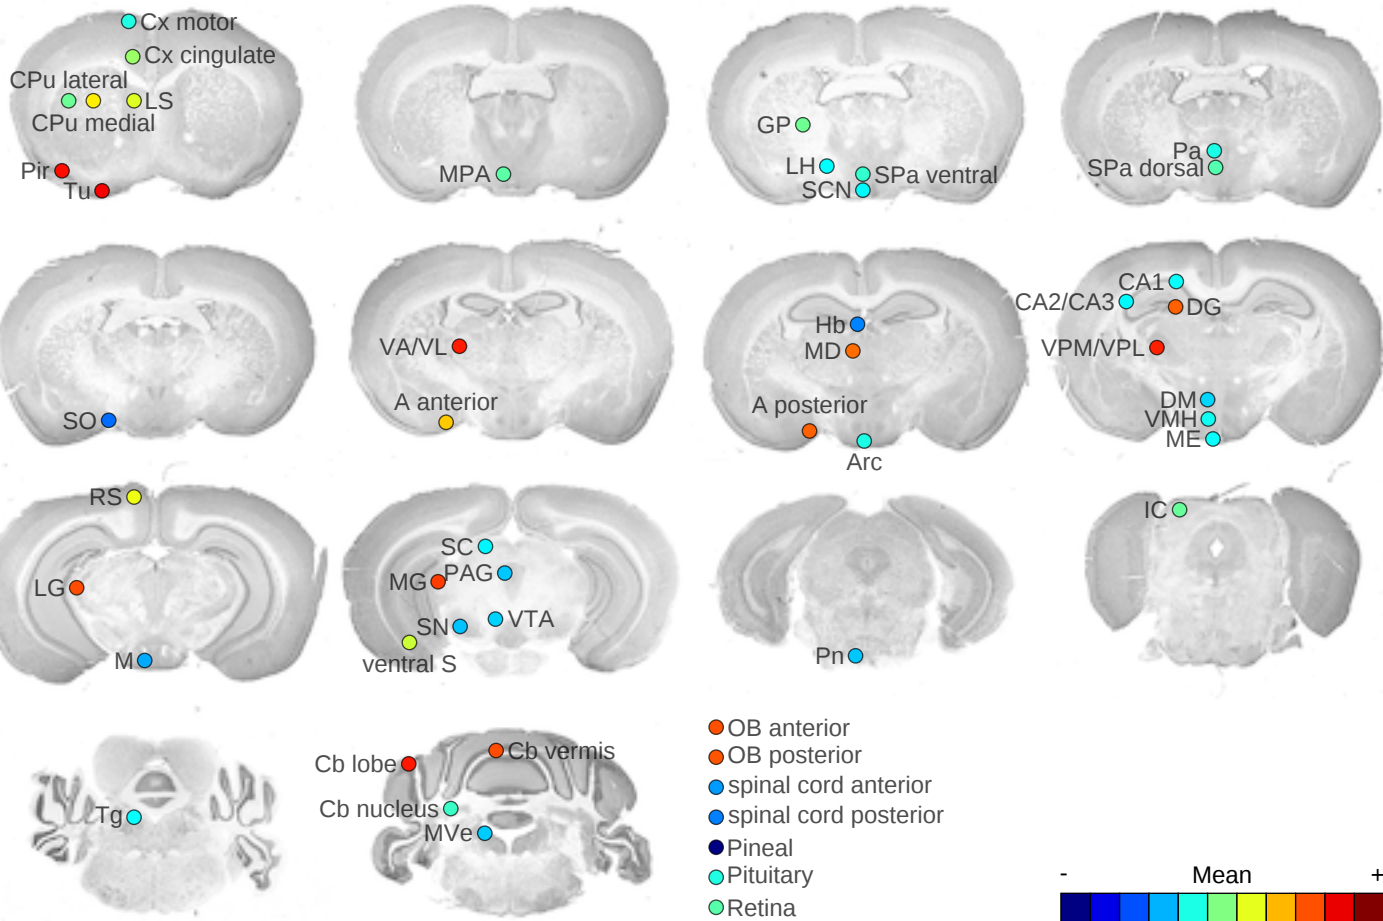 Cx motor
Cx cingulate
CPu lateral
LS
CPu medial
Pir
Tu
MPA
GP
LH
SPa ventral
SCN
Pa
SPa dorsal
SO
VA/VL
A anterior
Hb
MD
A posterior
Arc
CA1
CA2/CA3
DG
VPM/VPL
DM
VMH
ME
RS
LG
M
SC
MG
PAG
SN
VTA
ventral S
Pn
IC
Tg
Cb lobe
Cb vermis
Cb nucleus
MVe
OB anterior
OB posterior
spinal cord anterior
spinal cord posterior
Pineal
Pituitary
Retina
- Mean +